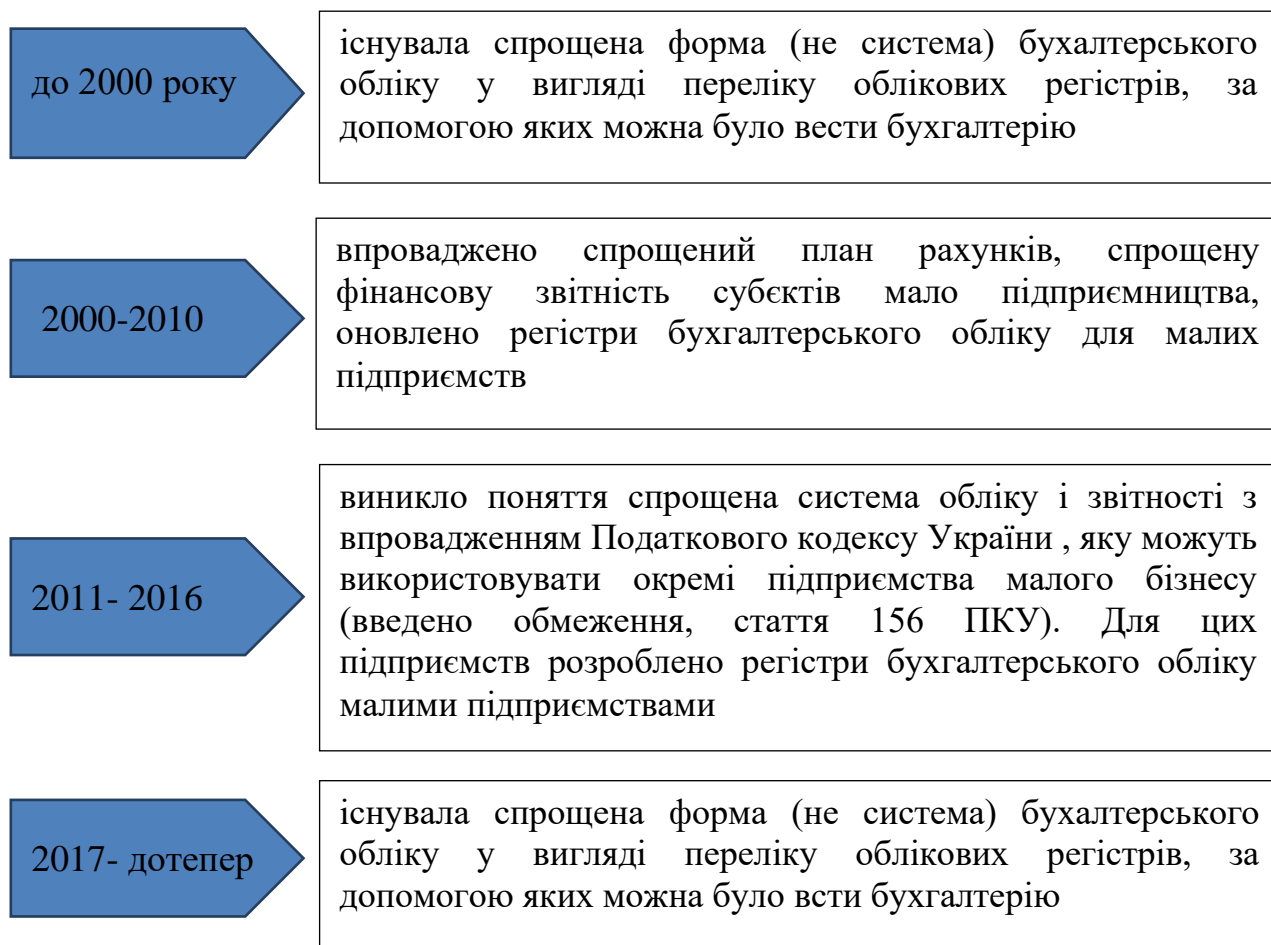 до 2000 року
існувала спрощена форма (не система) бухалтерського
обліку у вигляді переліку облікових регістрів, за
допомогою яких можна було вести бухгалтерію
2000-2010
впроваджено спрощений план рахунків, спрощену
фінансову звітність субєктів мало підприємництва,
оновлено регістри бухгалтерського обліку для малих
підприємств
2011- 2016
виникло поняття спрощена система обліку і звітності з
впровадженням Податкового кодексу України , яку можуть
використовувати окремі підприємства малого бізнесу
(введено обмеження, стаття 156 ПКУ). Для цих
підприємств розроблено регістри бухгалтерського обліку
малими підприємствами
2017- дотепер
існувала спрощена форма (не система) бухалтерського
обліку у вигляді переліку облікових регістрів, за
допомогою яких можна було всти бухгалтерію